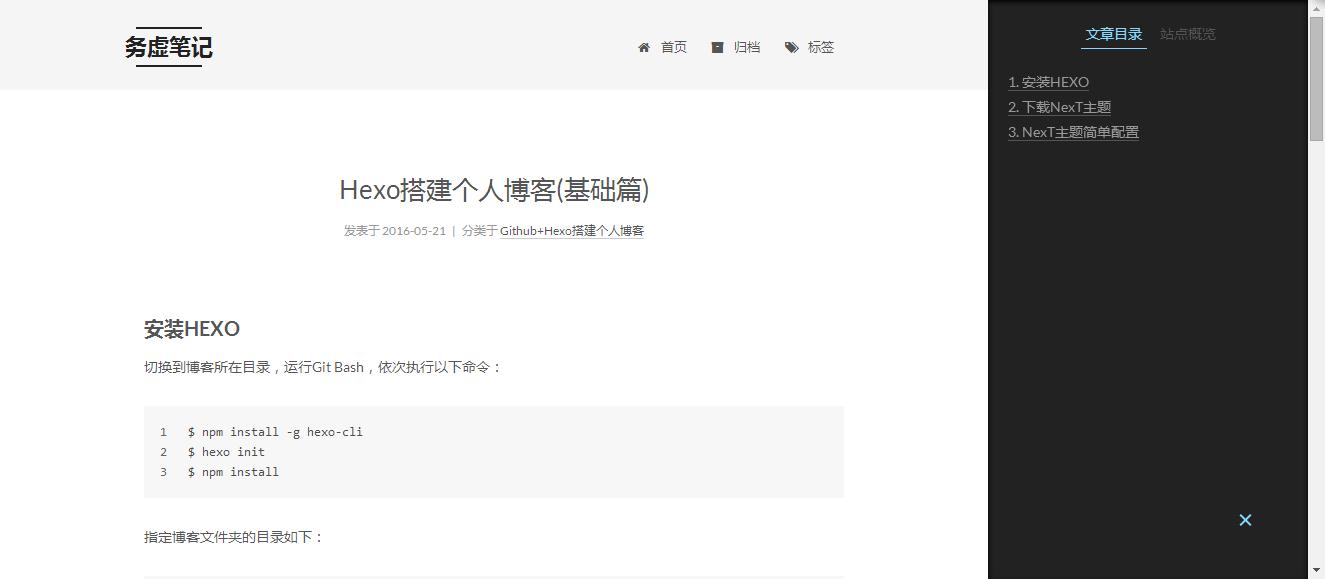 务虚笔记
首页 归档 标签
Hexo搭建个人博客(基础篇)
发表于 2016-05-21 | 分类于 Github+Hexo搭建个人博客
安装HEXO
切换到博客所在目录，运行Git Bash，依次执行以下命令：
1 $ npm install -g hexo-cli
2 $ hexo init
3 $ npm install
指定博客文件夹的目录如下：
文章目录 站点概览
1. 安装HEXO
2. 下载NexT主题
3. NexT主题简单配置